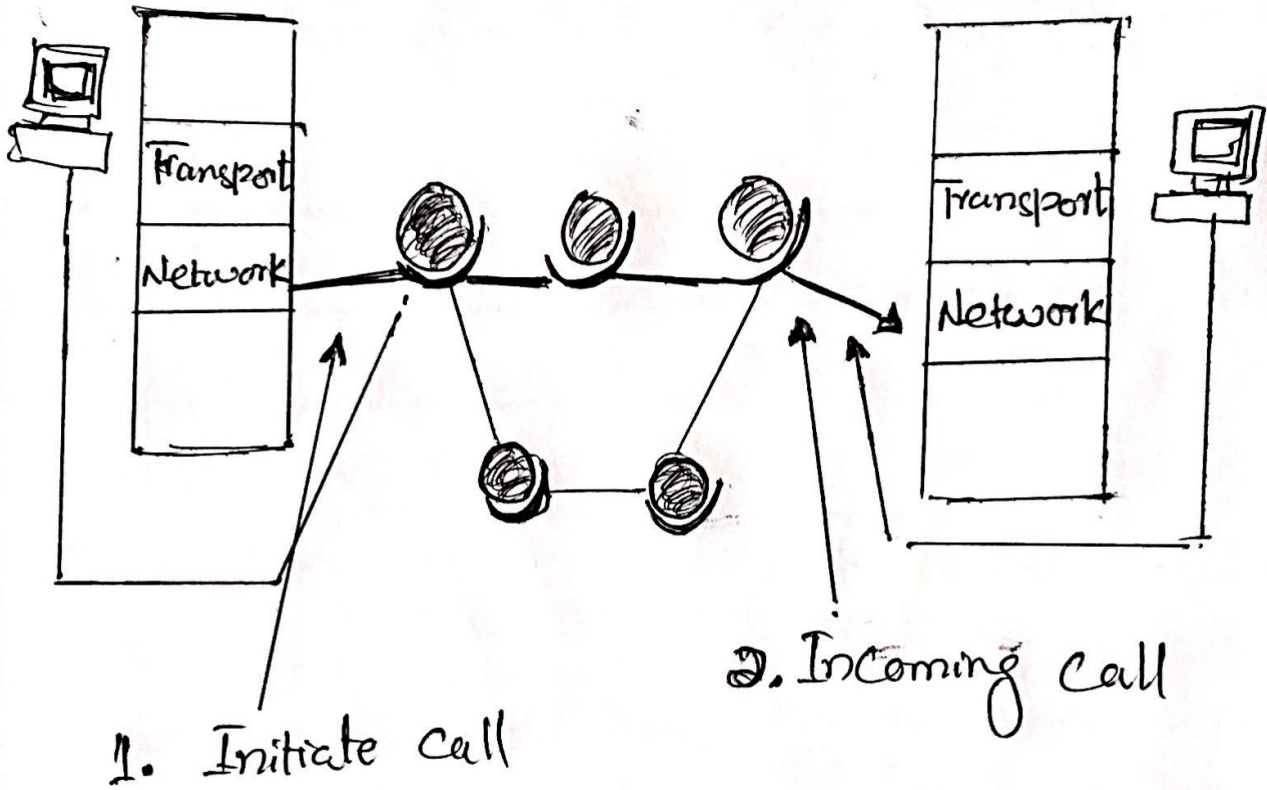 Transport
Network
Transport
Network
2. Incoming call
1. Initiate call